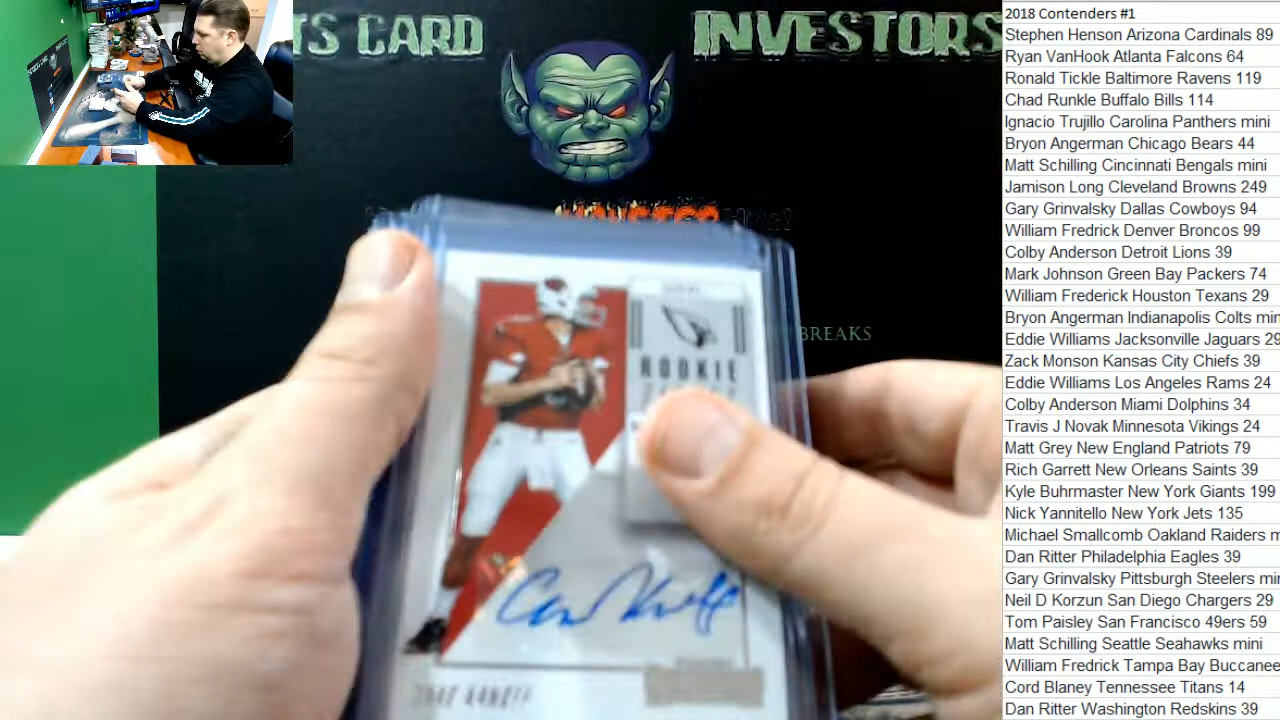 TS CARD INVESTORS
BREAKS
ROOKIE
2018 Contenders #1
Stephen Henson Arizona Cardinals 89
Ryan VanHook Atlanta Falcons 64
Ronald Tickle Baltimore Ravens 119
Chad Runkle Buffalo Bills 114
Ignacio Trujillo Carolina Panthers mini
Bryon Angerman Chicago Bears 44
Matt Schilling Cincinnati Bengals mini
Jamison Long Cleveland Browns 249
Gary Grinvalsky Dallas Cowboys 94
William Fredrick Denver Broncos 99
Colby Anderson Detroit Lions 39
Mark Johnson Green Bay Packers 74
William Frederick Houston Texans 29
Bryon Angerman Indianapolis Colts min
Eddie Williams Jacksonville Jaguars 29
Zack Monson Kansas City Chiefs 39
Eddie Williams Los Angeles Rams 24
Colby Anderson Miami Dolphins 34
Travis J Novak Minnesota Vikings 24
Matt Grey New England Patriots 79
Rich Garrett New Orleans Saints 39
Kyle Buhrmaster New York Giants 199
Nick Yannitello New York Jets 135
Michael Smallcomb Oakland Raiders m
Dan Ritter Philadelphia Eagles 39
Gary Grinvalsky Pittsburgh Steelers mi
Neil D Korzun San Diego Chargers 29
Tom Paisley San Francisco 49ers 59
Matt Schilling Seattle Seahawks mini
William Fredrick Tampa Bay Buccanee
Cord Blaney Tennessee Titans 14
Dan Ritter Washington Redskins 39